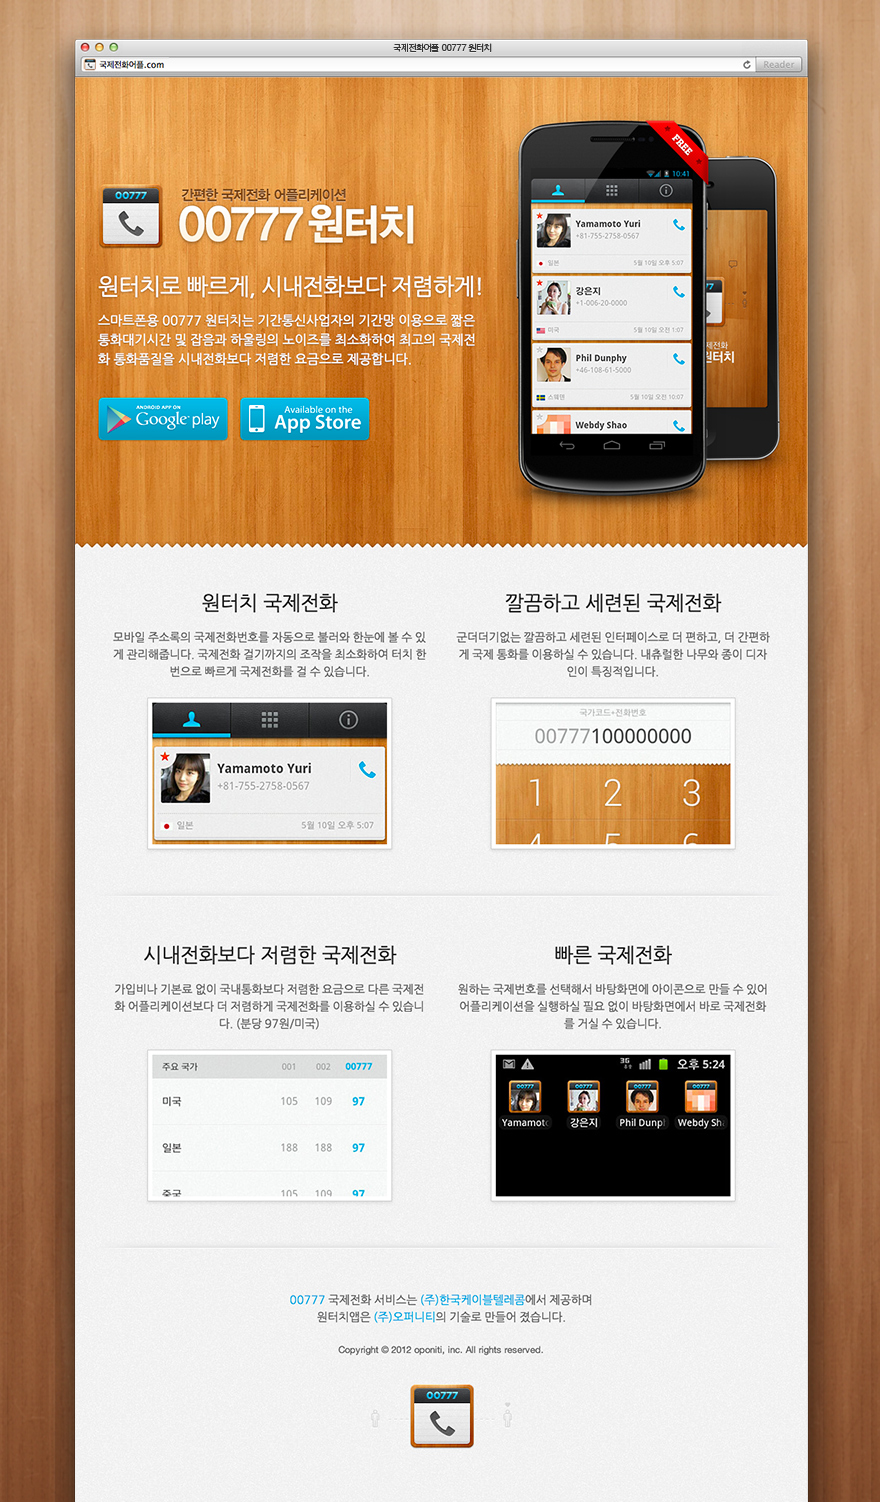 국제전화어플 00777 원터치
국제전화어플.com
Reader
00777
간편한 국제전화 어플리케이션
00777 원터치
원터치로 빠르게, 시내전화보다 저렴하게!
스마트폰용 00777 원터치는 기간통신사업자의 기간망 이용으로 짧은
통화대기시간 및 잡음과 하울링의 노이즈를 최소화하여 최고의 국제전
화 통화품질을 시내전화보다 저렴한 요금으로 제공합니다.
ANDROID APP ON
Google play
Available on the
App Store
FREE
10:41
Yamamoto Yuri
+81-755-2758-0567
일본
5월 10일 오후 5:07
강은지
+1-006-20-0000
미국
5월 10일 오전 1:07
Phil Dunphy
+46-108-61-5000
스웨덴
5월 10일 오전 10:07
Webdy Shao
원터치 국제전화
모바일 주소록의 국제전화번호를 자동으로 불러와 한눈에 볼 수 있
게 관리해줍니다. 국제전화 걸기까지의 조작을 최소화하여 터치 한
번으로 빠르게 국제전화를 걸 수 있습니다.
Yamamoto Yuri
+81-755-2758-0567
일본
5월 10일 오후 5:07
깔끔하고 세련된 국제전화
군더더기없는 깔끔하고 세련된 인터페이스로 더 편하고, 더 간편하
게 국제 통화를 이용하실 수 있습니다. 내츄럴한 나무와 종이 디자
인이 특징적입니다.
국가코드+전화번호
00777100000000
1 2 3
4 5 6
시내전화보다 저렴한 국제전화
가입비나 기본료 없이 국내통화보다 저렴한 요금으로 다른 국제전
화 어플리케이션보다 더 저렴하게 국제전화를 이용하실 수 있습니
다. (분당 97원/미국)
주요 국가 001 002 00777
미국 105 109 97
일본 188 188 97
중국 105 109 97
빠른 국제전화
원하는 국제번호를 선택해서 바탕화면에 아이콘으로 만들 수 있어
어플리케이션을 실행하실 필요 없이 바탕화면에서 바로 국제전화
를 거실 수 있습니다.
3G 오후 5:24
00777 00777 00777 00777
Yamamoto 강은지 Phil Dunph Webdy Sha
00777 국제전화 서비스는 (주)한국케이블텔레콤에서 제공하며
원터치앱은 (주)오퍼니티의 기술로 만들어 졌습니다.
Copyright © 2012 oponiti, inc. All rights reserved.
00777